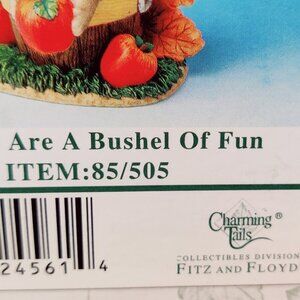 Are A Bushel Of Fun
ITEM:85/505
24561 4
Charming
Tails
COLLECTIBLES DIVISION
FITZ AND FLOYD